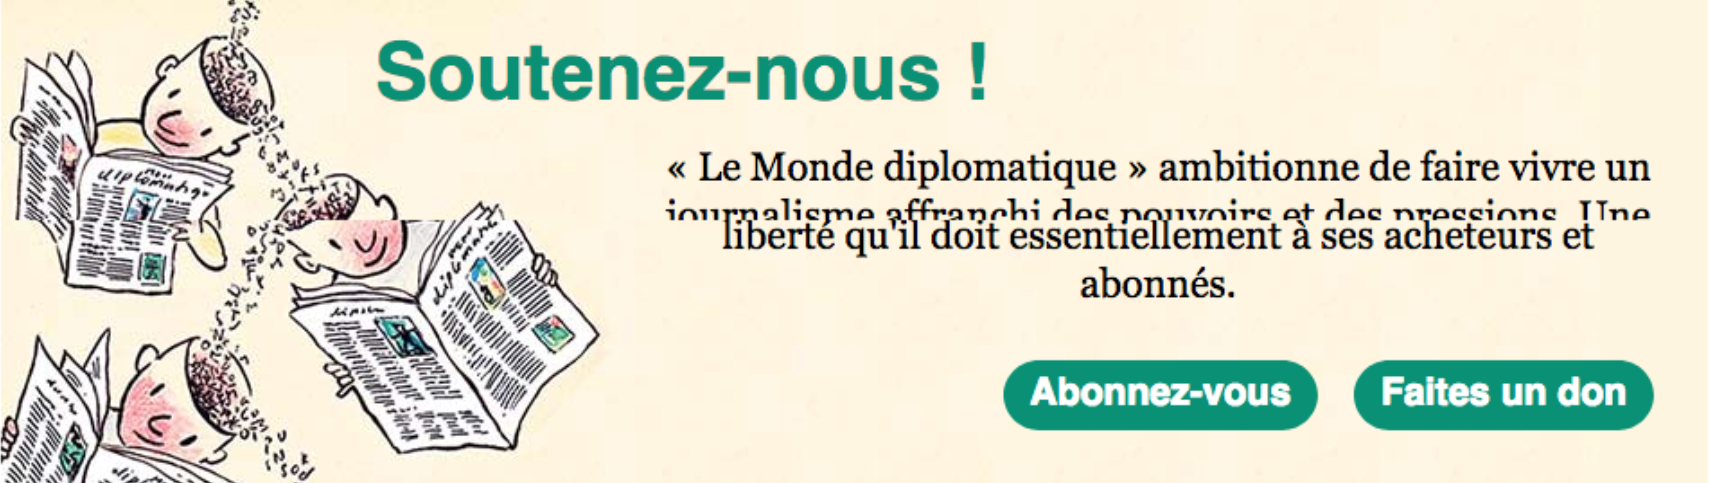 Soutenez-nous !
« Le Monde diplomatique » ambitionne de faire vivre un
journalisme affranchi des pouvoirs et des pressions. Une
liberté qu'il doit essentiellement à ses acheteurs et
abonnés.
Abonnez-vous
Faites un don